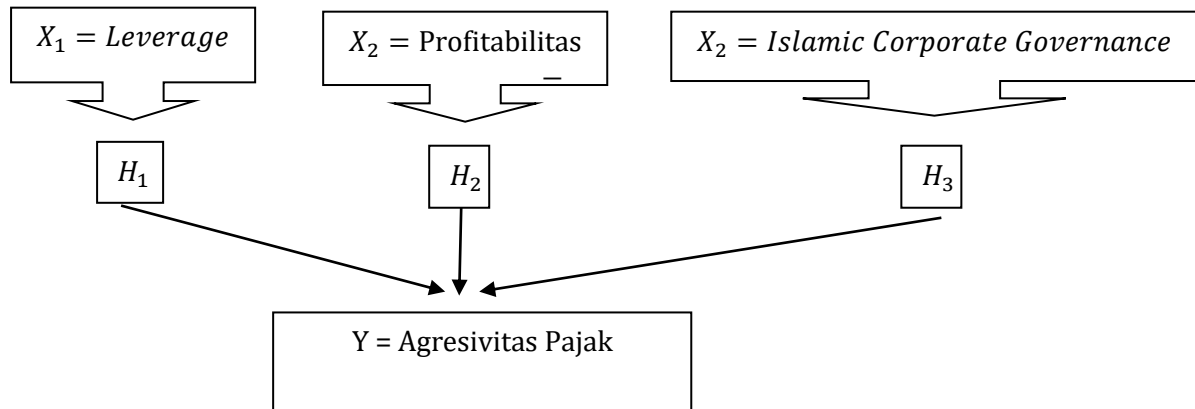 X₁ = Leverage
X₂ = Profitabilitas
_
X₂ = Islamic Corporate Governance
H₁
H₂
H₃
Y = Agresivitas Pajak